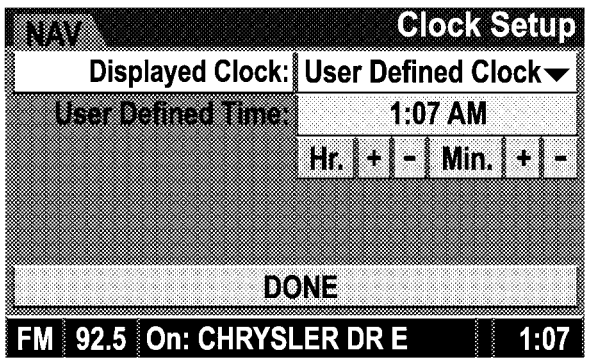 NAV Clock Setup
Displayed Clock: User Defined Clock
User Defined Time: 1:07 AM
Hr. + - Min. + -
DONE
FM 92.5 On: CHRYSLER DR E 1:07